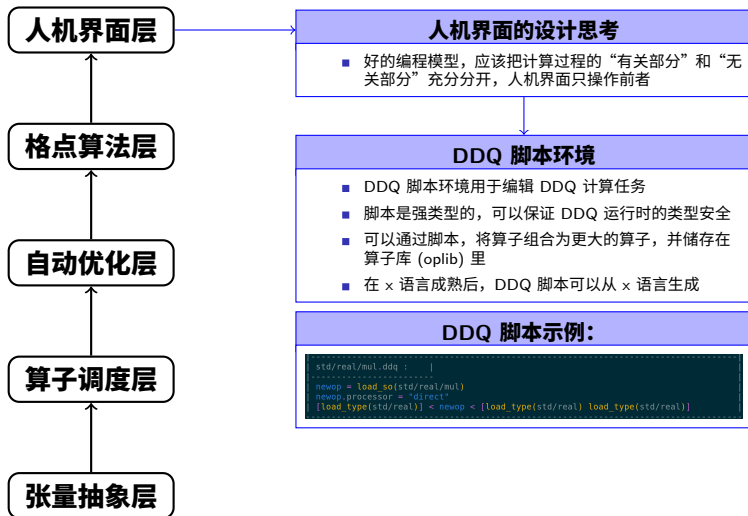 人机界面层
格点算法层
自动优化层
算子调度层
张量抽象层
人机界面的设计思考
好的编程模型，应该把计算过程的“有关部分”和“无
关部分”充分分开，人机界面只操作前者
DDQ 脚本环境
DDQ 脚本环境用于编辑 DDQ 计算任务
脚本是强类型的，可以保证 DDQ 运行时的类型安全
可以通过脚本，将算子组合为更大的算子，并储存在
算子库 (oplib) 里
在 x 语言成熟后，DDQ 脚本可以从 x 语言生成
DDQ 脚本示例：
std/real/mul.ddq :
newop = load_so(std/real/mul)
newop.processor = "direct"
[load_type(std/real)] < newop < [load_type(std/real) load_type(std/real)]